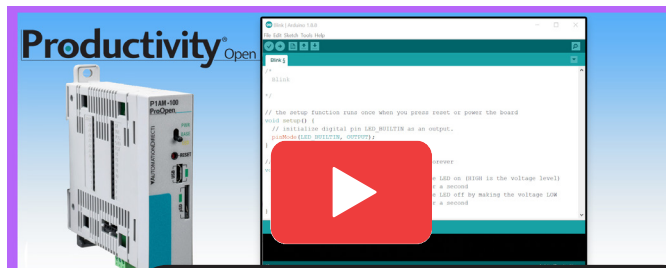 Productivity® Open
Blink | Arduino 1.8.8
File Edit Sketch Tools Help
Blink §
/*
Blink
*/
// the setup function runs once when you press reset or power the board
void setup() {
// initialize digital pin LED_BUILTIN as an output.
pinMode(LED_BUILTIN, OUTPUT);
}
orever
LED on (HIGH is the voltage level)
r a second
LED off by making the voltage LOW
r a second
}
P1AM-100
ProOpen
RESET
AUTOMATIONDIRECT
USB